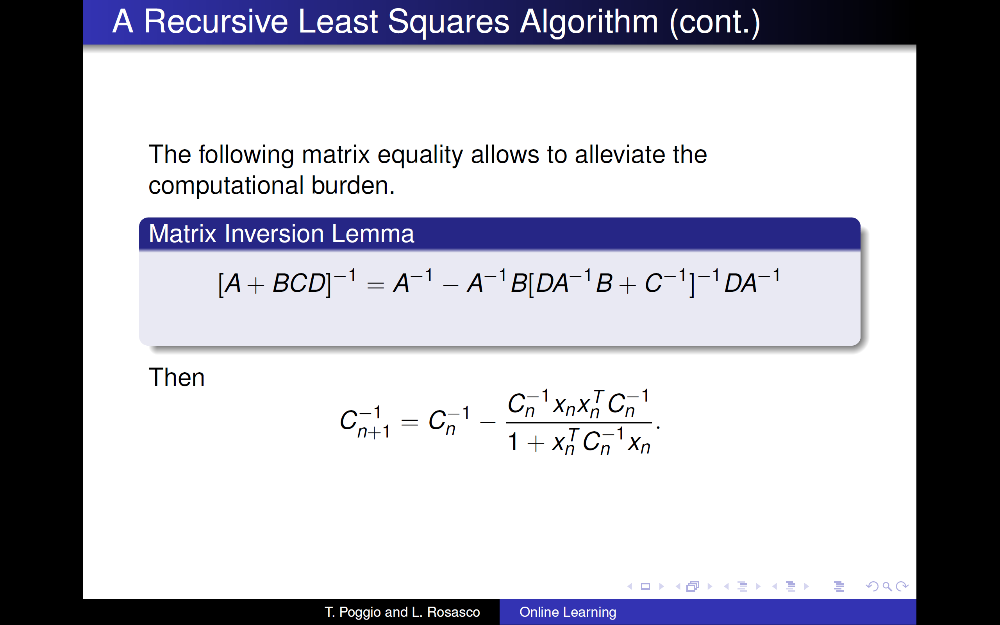 A Recursive Least Squares Algorithm (cont.)
The following matrix equality allows to alleviate the
computational burden.
Matrix Inversion Lemma
$[A + BCD]^{-1} = A^{-1} - A^{-1}B[DA^{-1}B + C^{-1}]^{-1}DA^{-1}$
Then
$C_{n+1}^{-1} = C_n^{-1} - \frac{C_n^{-1} x_n x_n^T C_n^{-1}}{1 + x_n^T C_n^{-1} x_n}.$
T. Poggio and L. Rosasco
Online Learning